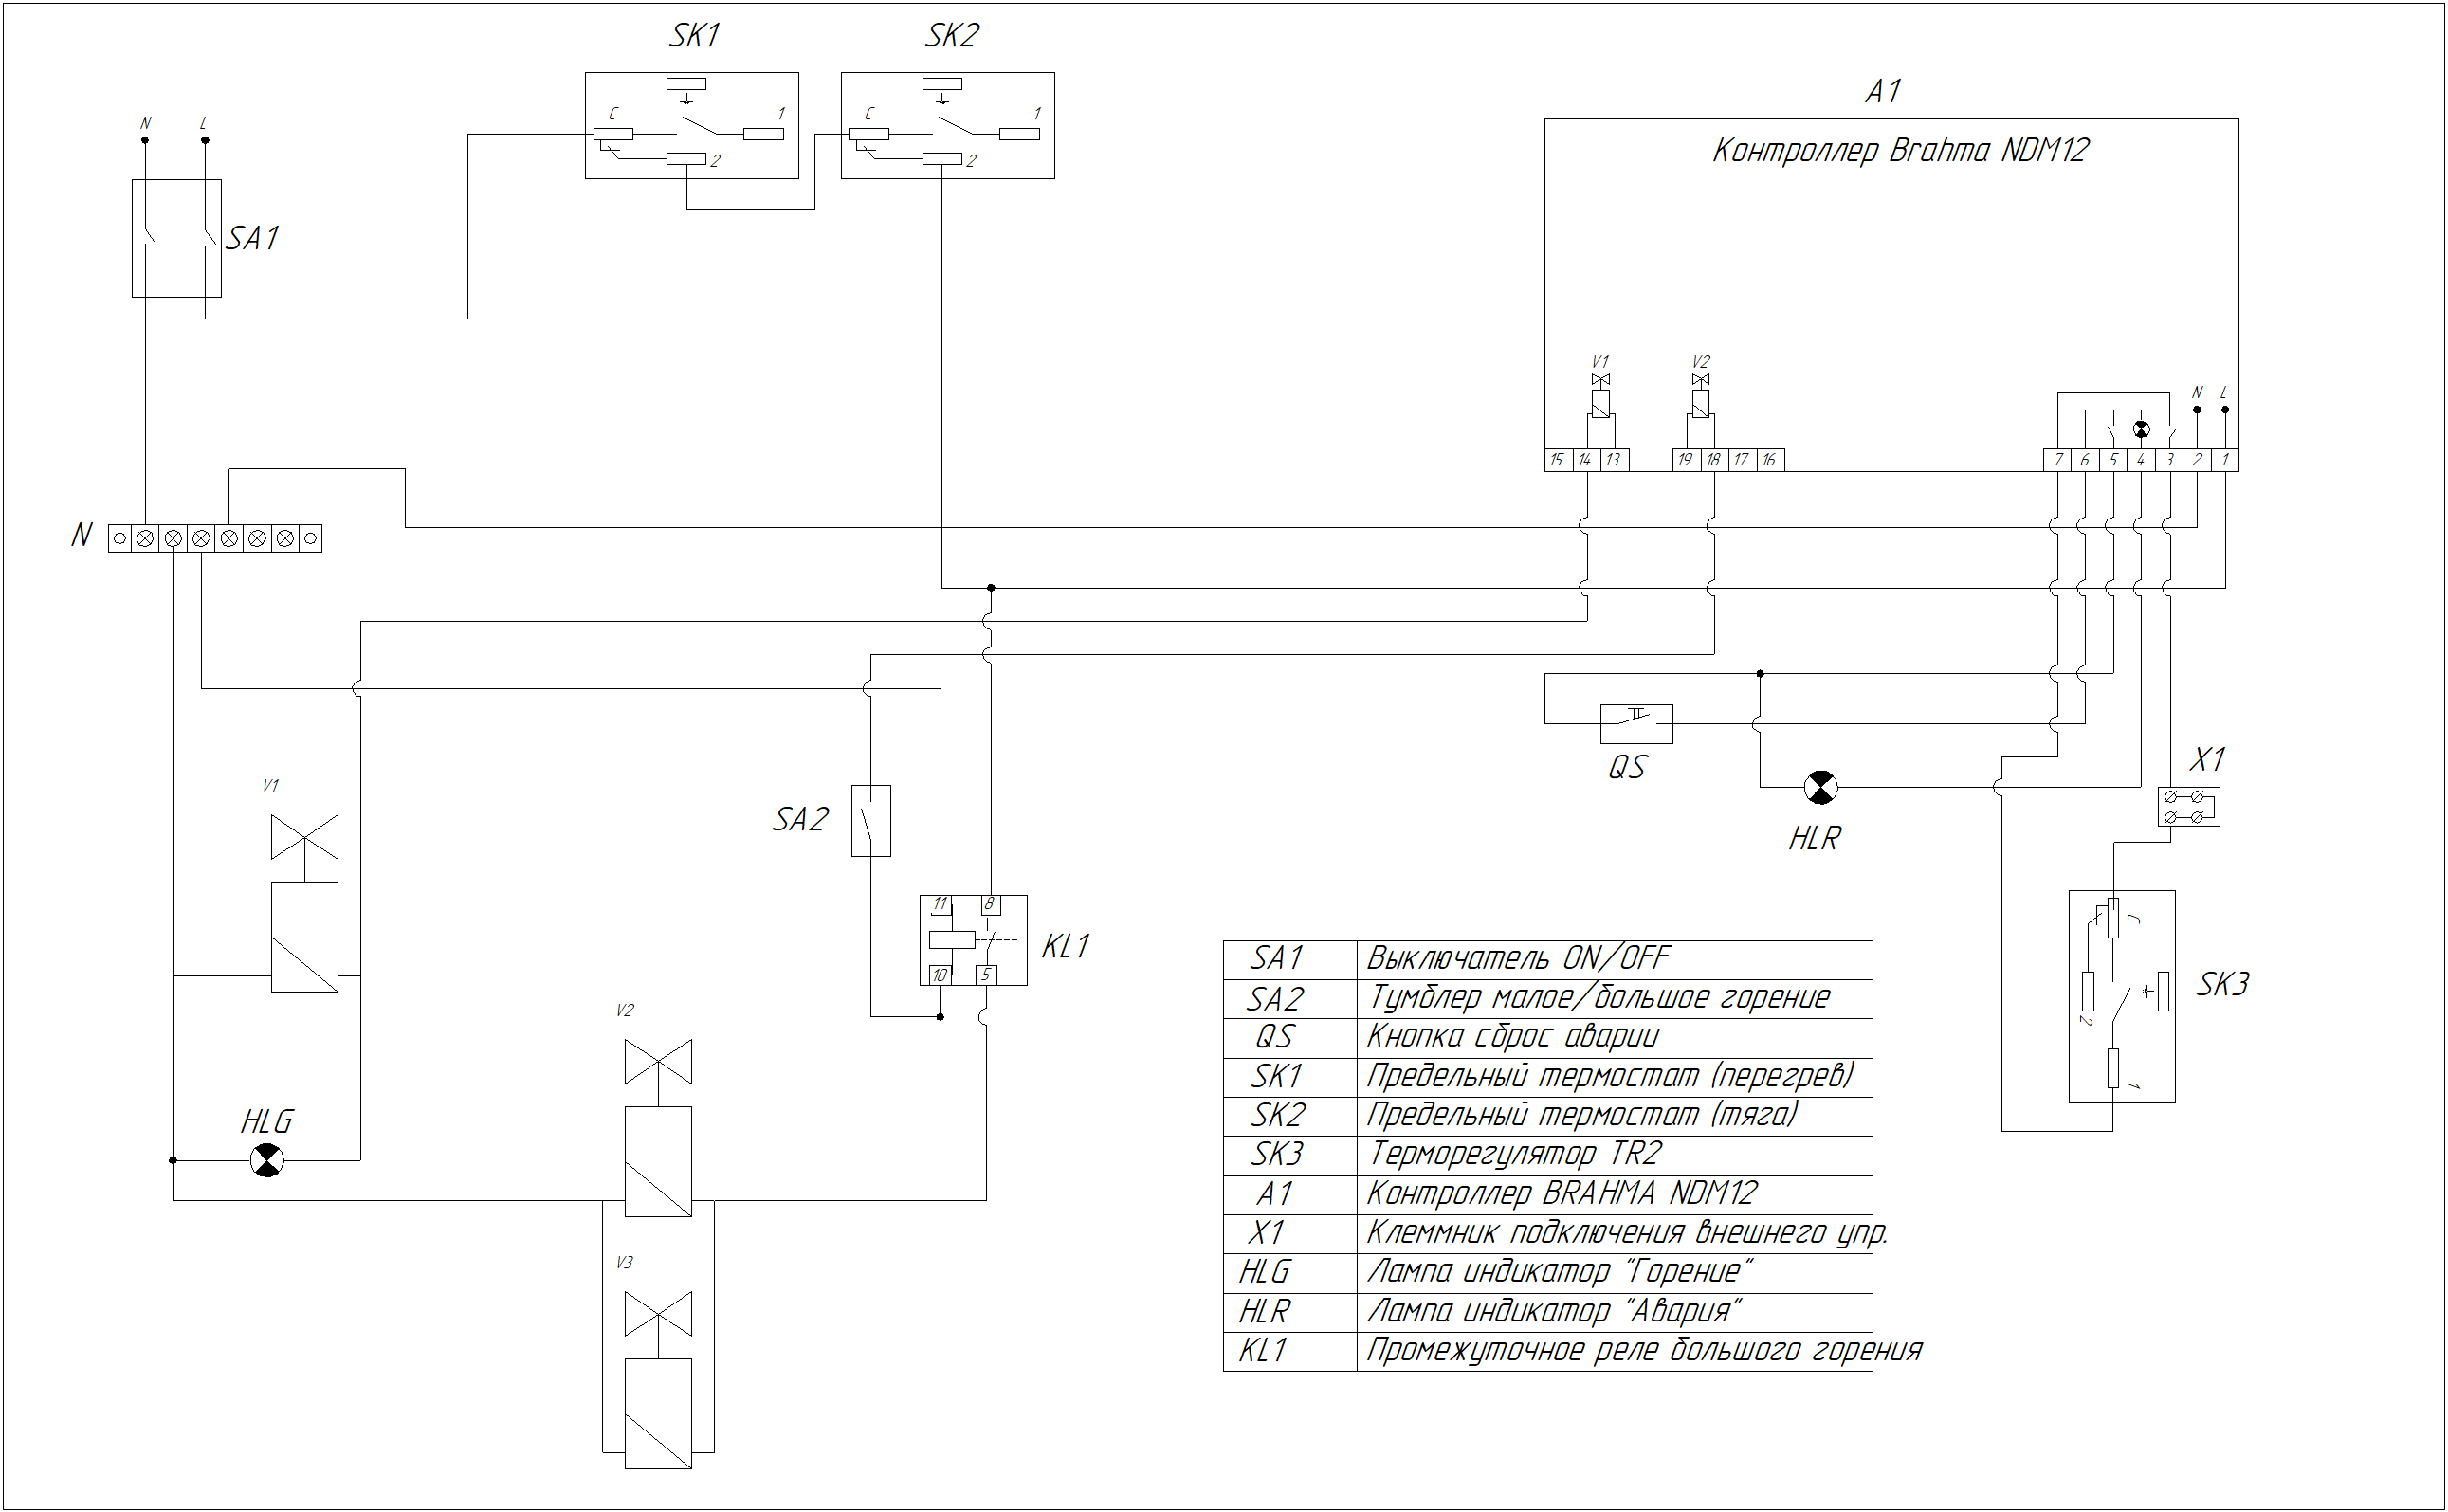 SK1
SK2
A1
Контроллер Brahma NDM12
N
L
C
1
2
C
1
2
SA1
V1
V2
N
L
15
14
13
19
18
17
16
7
6
5
4
3
2
1
N
QS
X1
V1
SA2
HLR
11
8
KL1
10
5
C
SK3
2
1
V2
HLG
V3
SA1 Выключатель ON/OFF
SA2 Тумблер малое/большое горение
QS Кнопка сброс аварии
SK1 Предельный термостат (перегрев)
SK2 Предельный термостат (тяга)
SK3 Терморегулятор TR2
A1 Контроллер BRAHMA NDM12
X1 Клеммник подключения внешнего упр.
HLG Лампа индикатор "Горение"
HLR Лампа индикатор "Авария"
KL1 Промежуточное реле большого горения